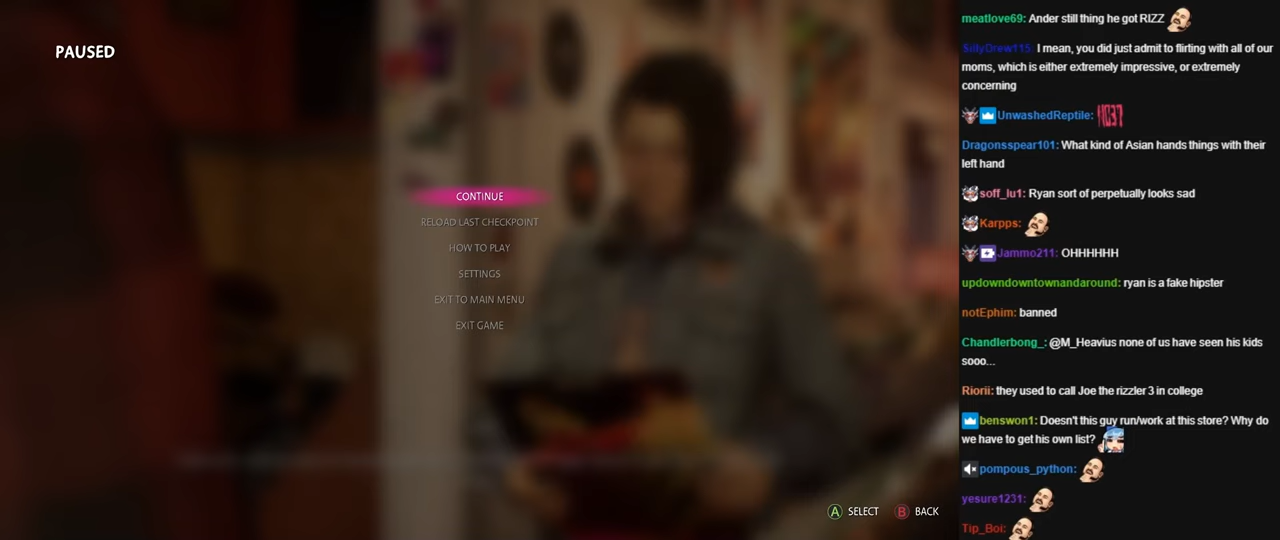 PAUSED
CONTINUE
RELOAD LAST CHECKPOINT
HOW TO PLAY
SETTINGS
EXIT TO MAIN MENU
EXIT GAME
A SELECT B BACK
meatlove69: Ander still thing he got RIZZ
SillyDrew115: I mean, you did just admit to flirting with all of our
moms, which is either extremely impressive, or extremely
concerning
UnwashedReptile:
Dragonsspear101: What kind of Asian hands things with their
left hand
soff_lu1: Ryan sort of perpetually looks sad
Karpps:
Jammo211: OHHHHHH
updowndowntownandaround: ryan is a fake hipster
notEphim: banned
Chandlerbong_: @M_Heavius none of us have seen his kids
sooo...
Riorii: they used to call Joe the rizzler 3 in college
benswon1: Doesn't this guy run/work at this store? Why do
we have to get his own list?
pompous_python:
yesure1231:
Tip_Boi: